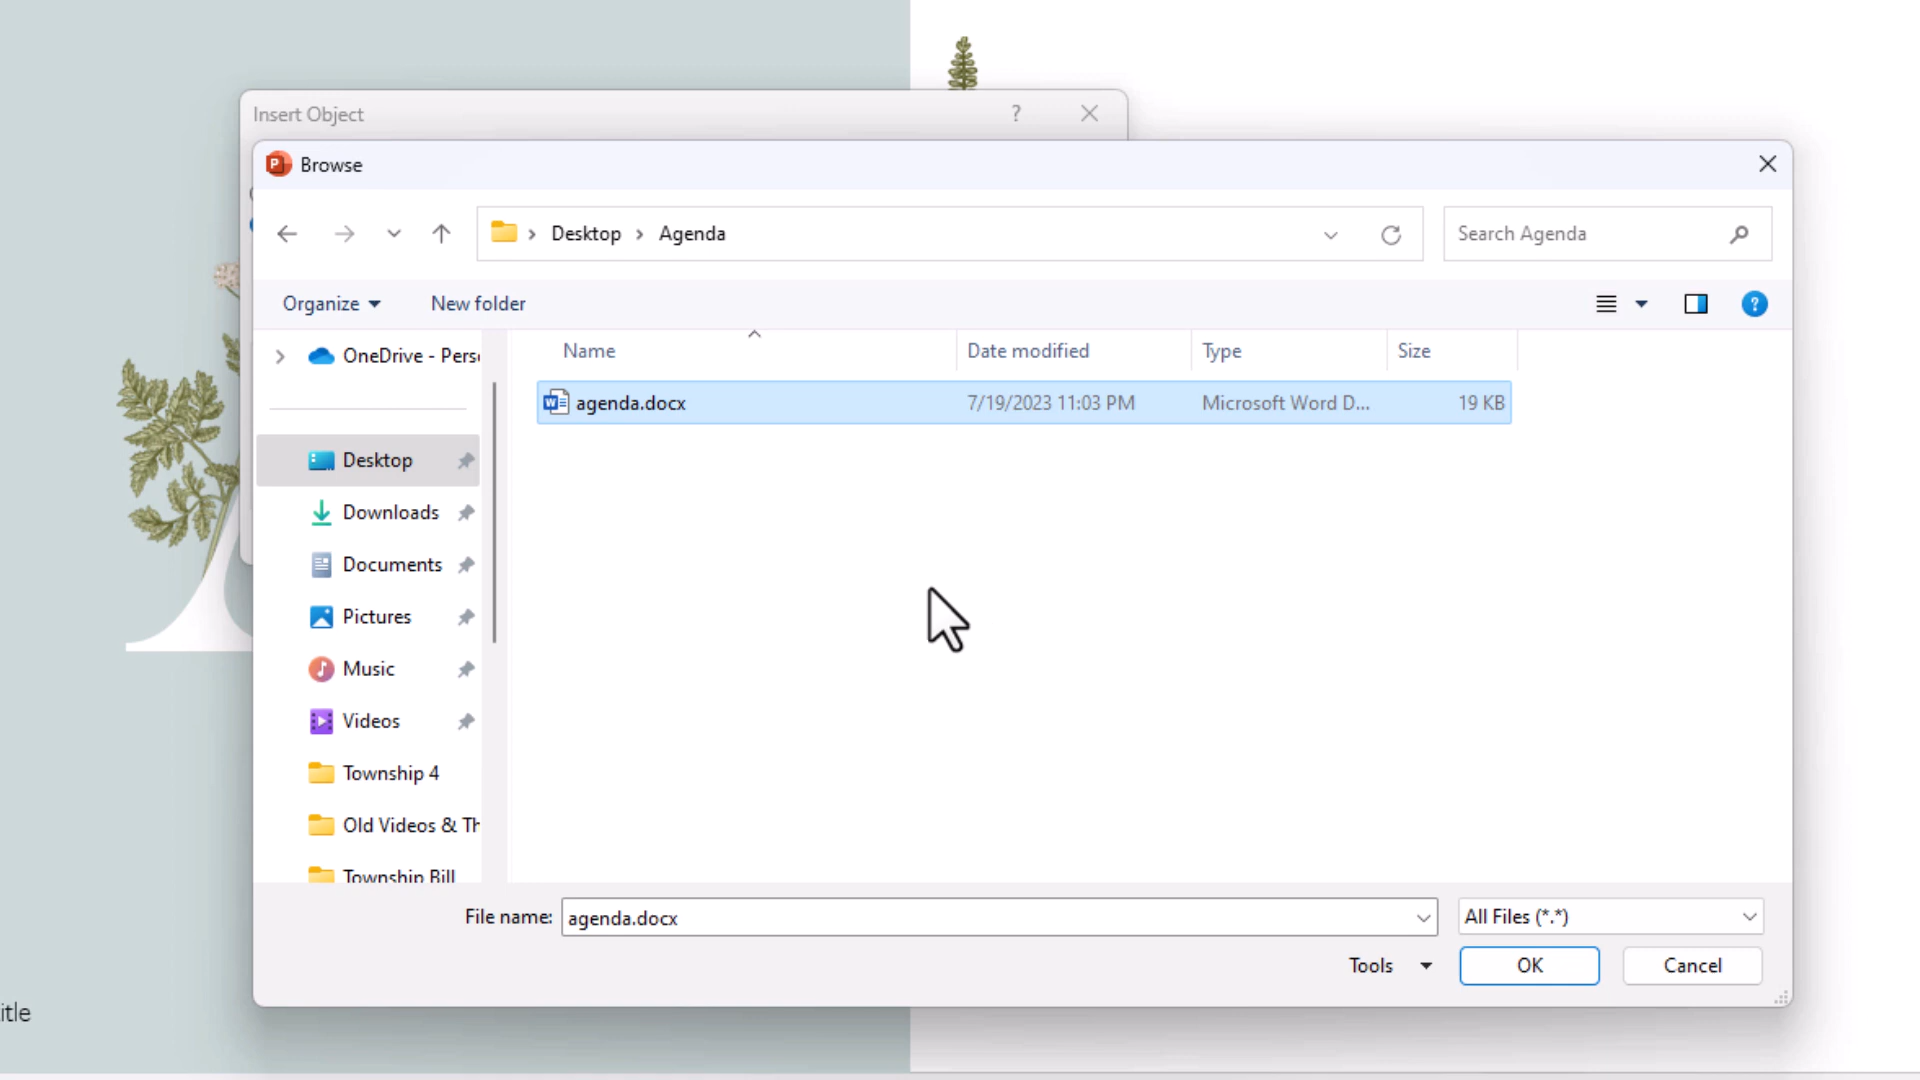 Insert Object
?
Browse
Desktop
Agenda
Search Agenda
Organize
New folder
?
OneDrive - Pers
Name
Date modified
Type
Size
agenda.docx
7/19/2023 11:03 PM
Microsoft Word D...
19 KB
Desktop
Downloads
Documents
Pictures
Music
Videos
Township 4
Old Videos & Th
Township Bill
File name:
agenda.docx
All Files (*.*)
Tools
OK
Cancel
itle